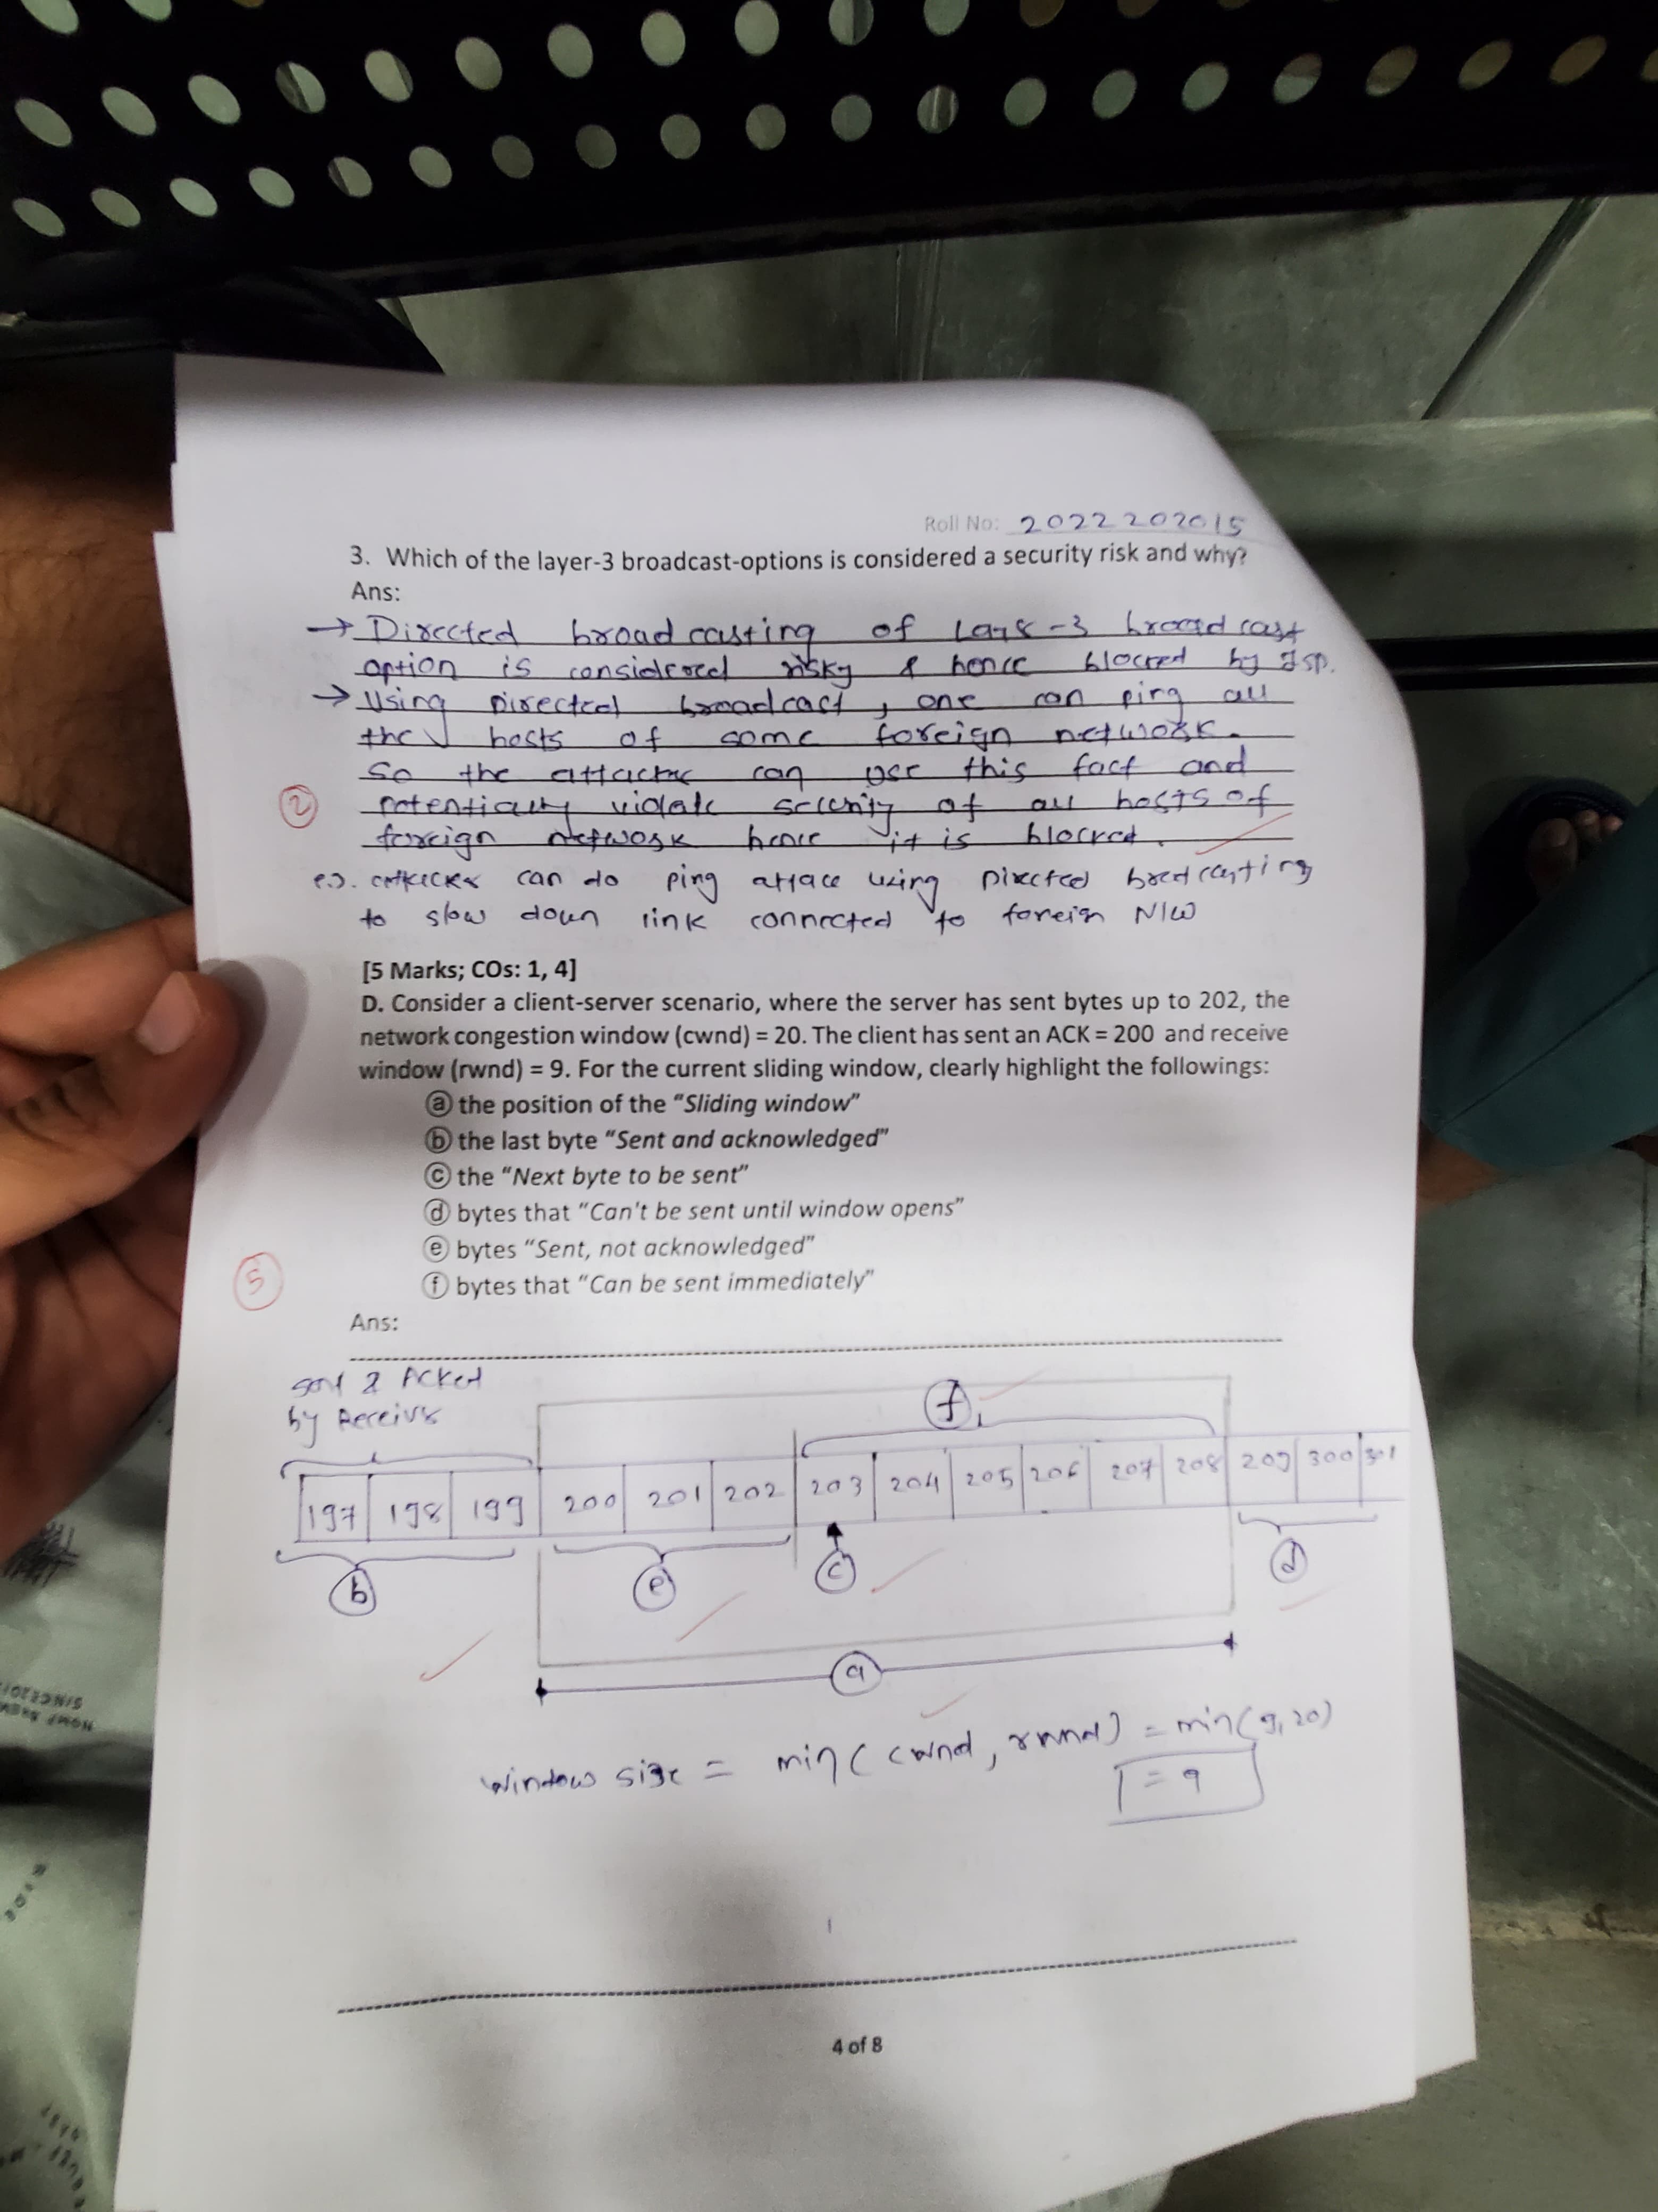 Roll No: 2022202015
3. Which of the layer-3 broadcast-options is considered a security risk and why?
Ans:
→ Directed broadcasting of Layer-3 broadcast
option is considered risky & hence blocked by Isp.
→ Using Directed broadcast, one can ping all
the hosts of some foreign network.
So the attacker can use this fact and
potentially violate security of all hosts of
foreign network hence it is blocked.
②
e.g. attacker can do ping attack using Directed broadcasting
to slow down link connected to foreign N/W
[5 Marks; COs: 1, 4]
D. Consider a client-server scenario, where the server has sent bytes up to 202, the
network congestion window (cwnd) = 20. The client has sent an ACK = 200 and receive
window (rwnd) = 9. For the current sliding window, clearly highlight the followings:
ⓐ the position of the "Sliding window"
ⓑ the last byte "Sent and acknowledged"
ⓒ the "Next byte to be sent"
ⓓ bytes that "Can't be sent until window opens"
ⓔ bytes "Sent, not acknowledged"
ⓕ bytes that "Can be sent immediately"
⑤
Ans:
sent & Acked
by Receiver
ⓕ
197 198 199 200 201 202 203 204 205 206 207 208 209 300 301
ⓑ ⓔ ⓒ ⓓ
ⓐ
window size = min(cwnd, rwnd) = min(9, 20)
= 9
4 of 8
SINCE201